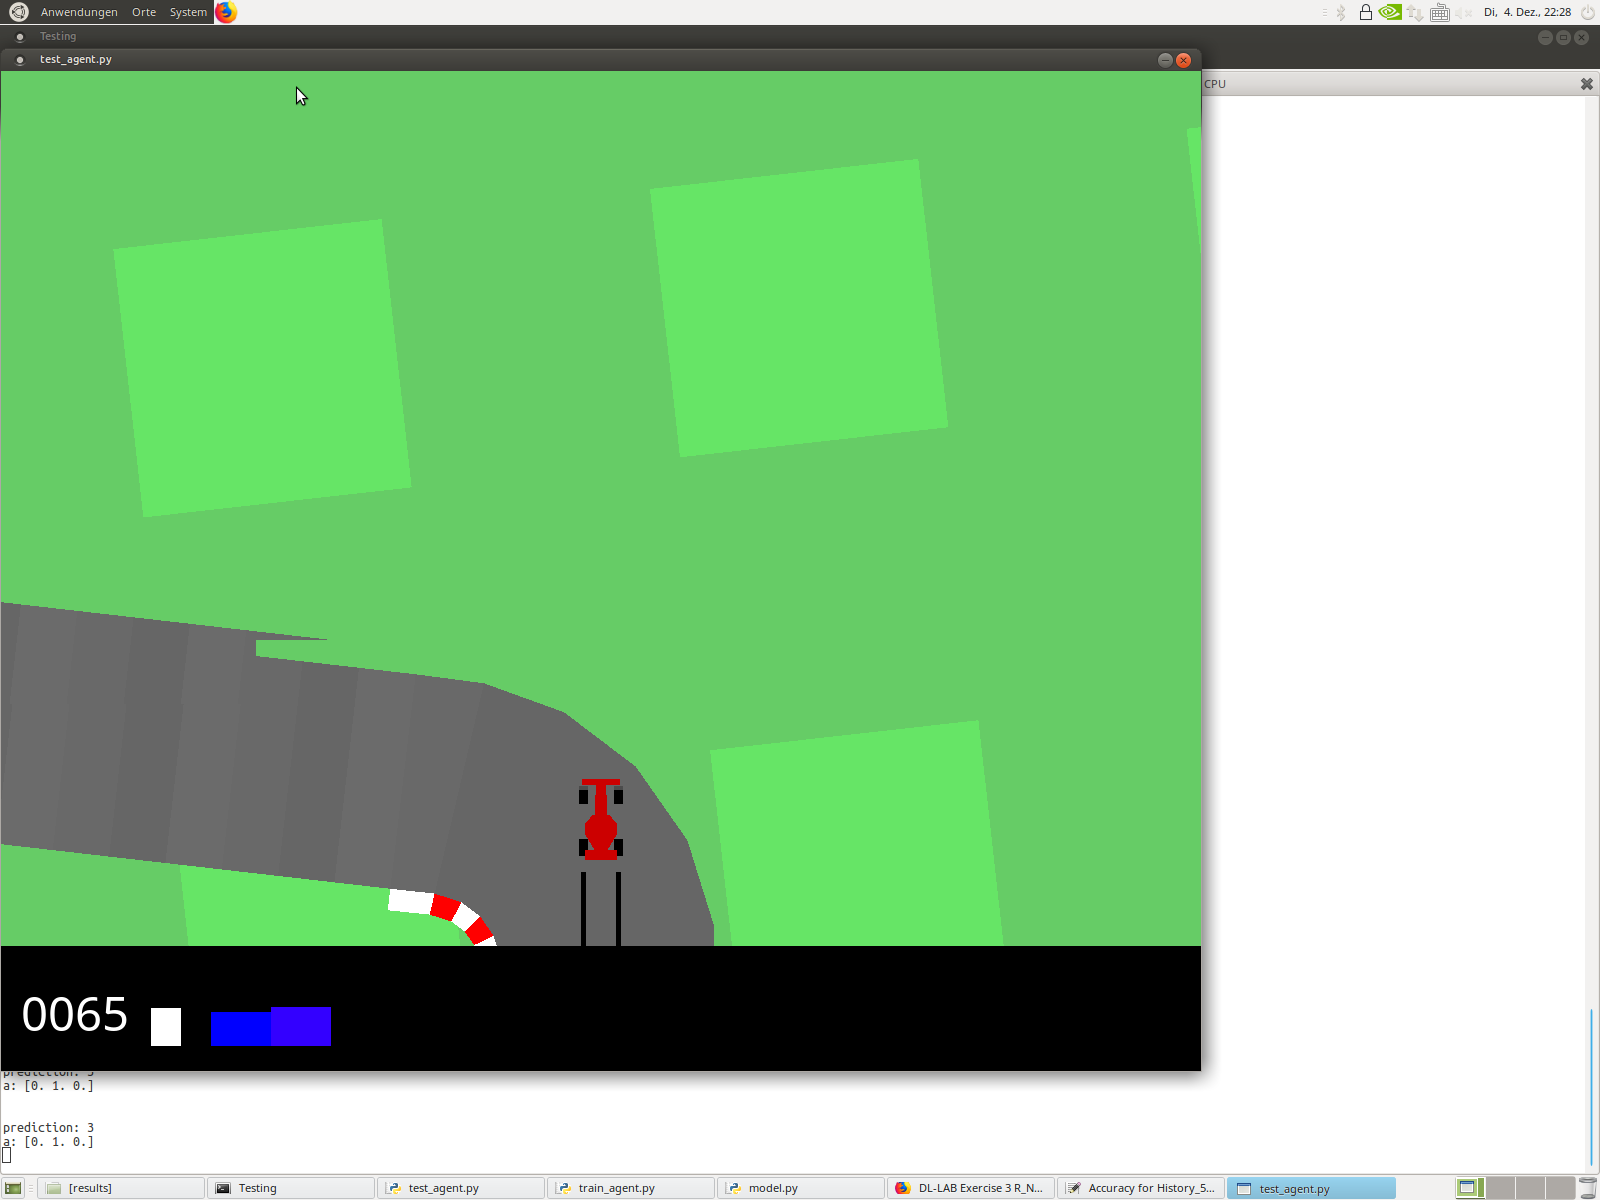 Anwendungen Orte System Di, 4. Dez., 22:28
Testing
test_agent.py
CPU
0065
prediction: 3
a: [0. 1. 0.]
prediction: 3
a: [0. 1. 0.]
[results] Testing test_agent.py train_agent.py model.py DL-LAB Exercise 3 R_N... Accuracy for History_5... test_agent.py